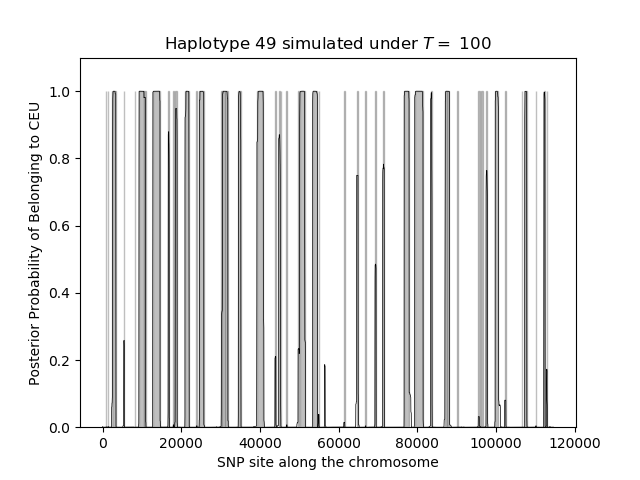 Haplotype 49 simulated under T = 100
Posterior Probability of Belonging to CEU
1.0
0.8
0.6
0.4
0.2
0.0
0 20000 40000 60000 80000 100000 120000
SNP site along the chromosome